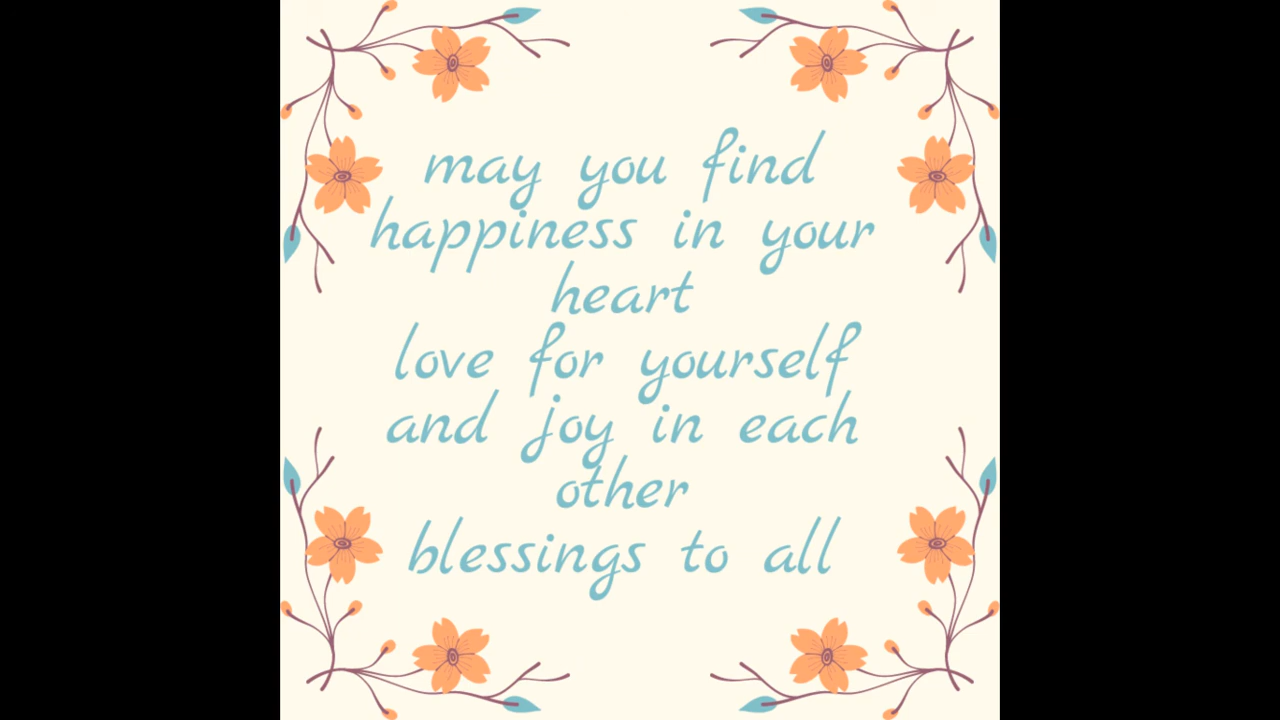 may you find
happiness in your
heart
love for yourself
and joy in each
other
blessings to all